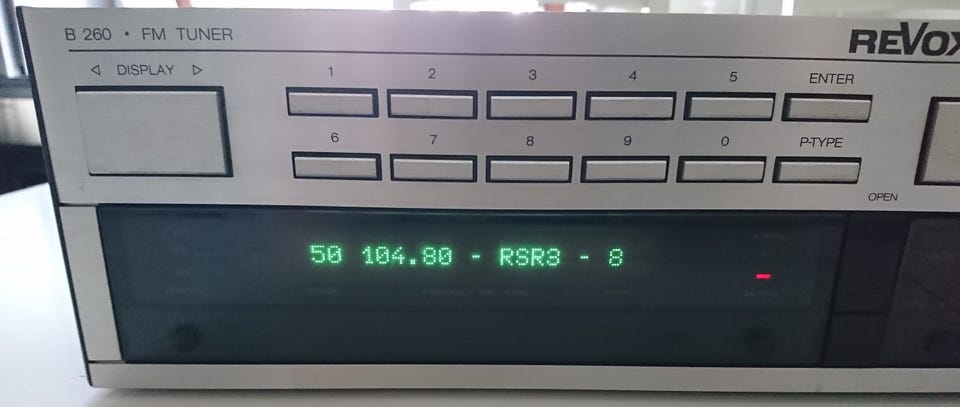 B 260 • FM TUNER
REVOX
◁ DISPLAY ▷
1 2 3 4 5 ENTER
6 7 8 9 0 P-TYPE
OPEN
50 104.80 - RSR3 - 8